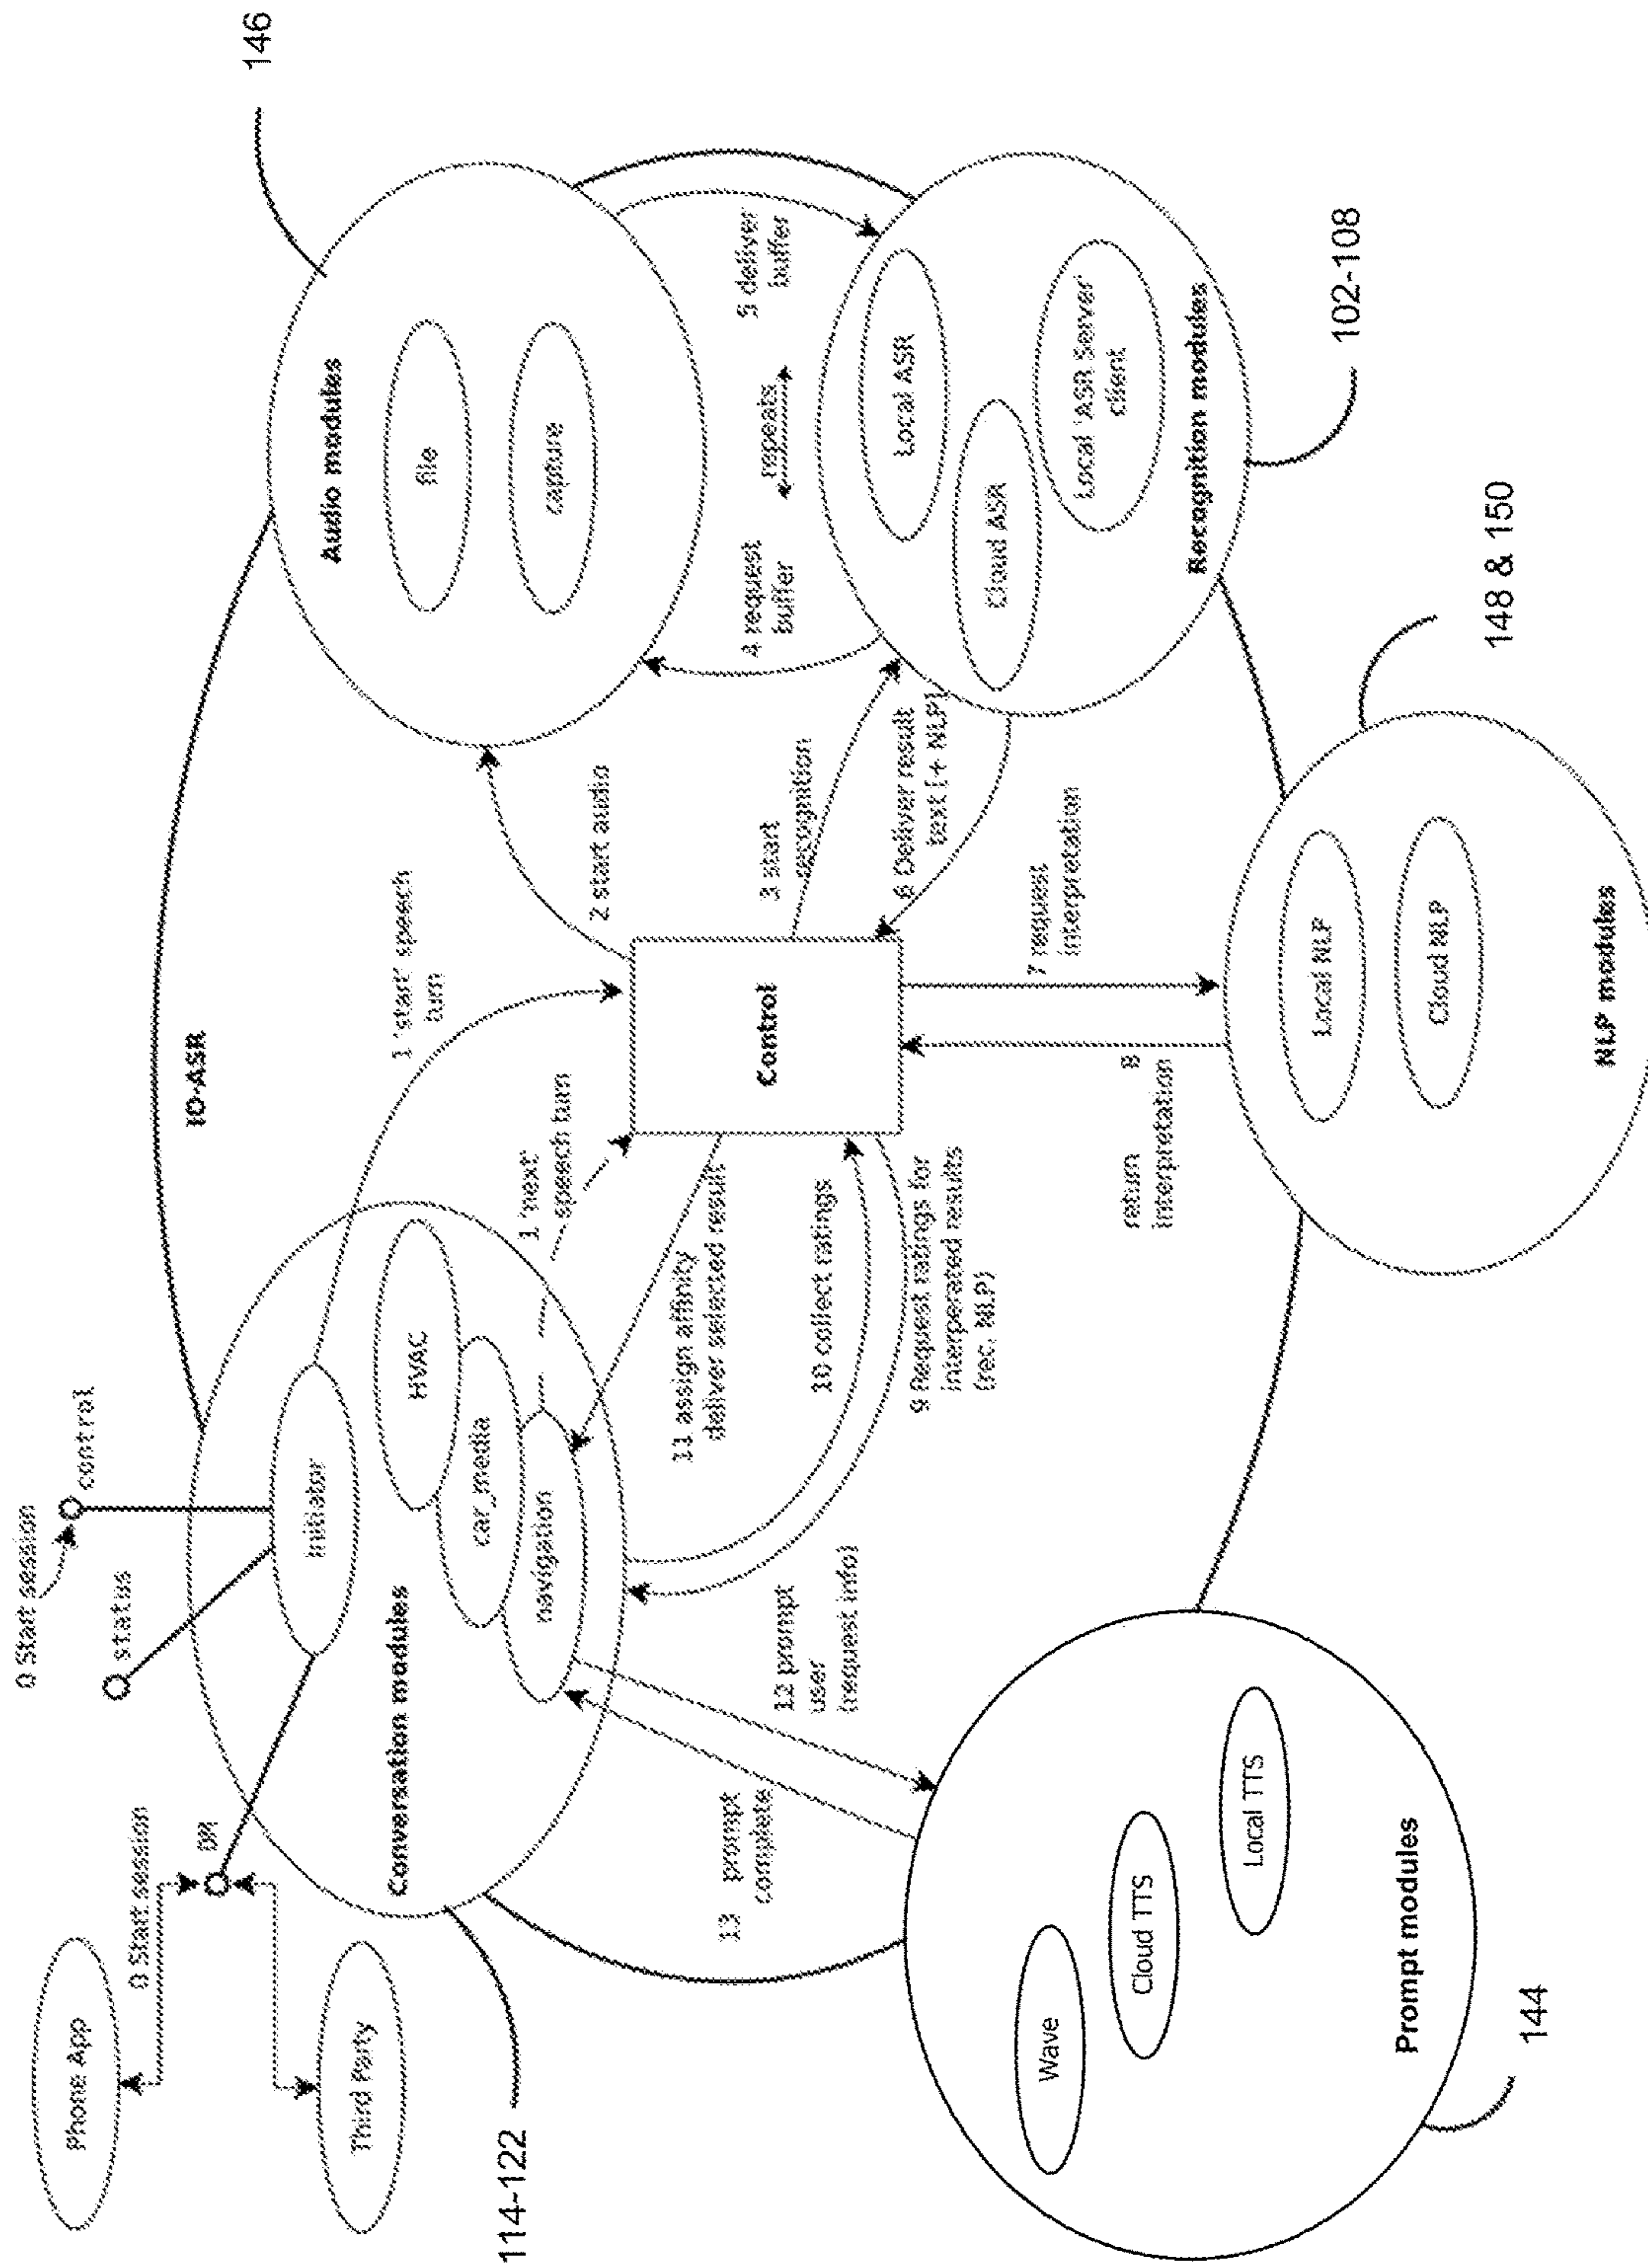 0 Start session
control
status
Phone App
0 Start session
DR
Third Party
114-122
Conversation modules
Initiator
HVAC
car_media
navigation
IO-ASR
146
Audio modules
file
capture
1 'start' speech
turn
1 'next'
speech turn
2 start audio
3 start
recognition
4 request
buffer
repeats
5 deliver
buffer
6 Deliver result
text [+ NLP]
Control
11 assign affinity
deliver selected result
10 collect ratings
9 Request ratings for
interperated results
(rec. NLP)
7 request
interpretation
8
return
interpretation
12 prompt
user
(request info)
13 prompt
complete
Local ASR
Cloud ASR
Local 'ASR Server'
client
Recognition modules
102-108
148 & 150
Local NLP
Cloud NLP
NLP modules
Wave
Cloud TTS
Local TTS
Prompt modules
144